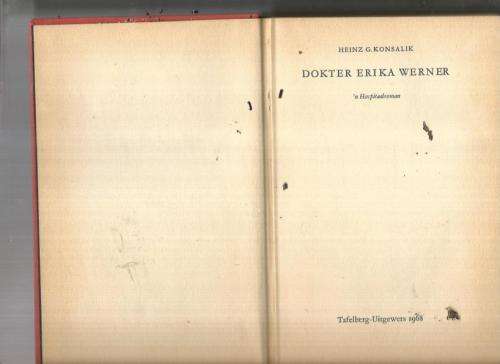 HEINZ G. KONSALIK
DOKTER ERIKA WERNER
'n Hospitaalroman
Tafelberg-Uitgewers 1968